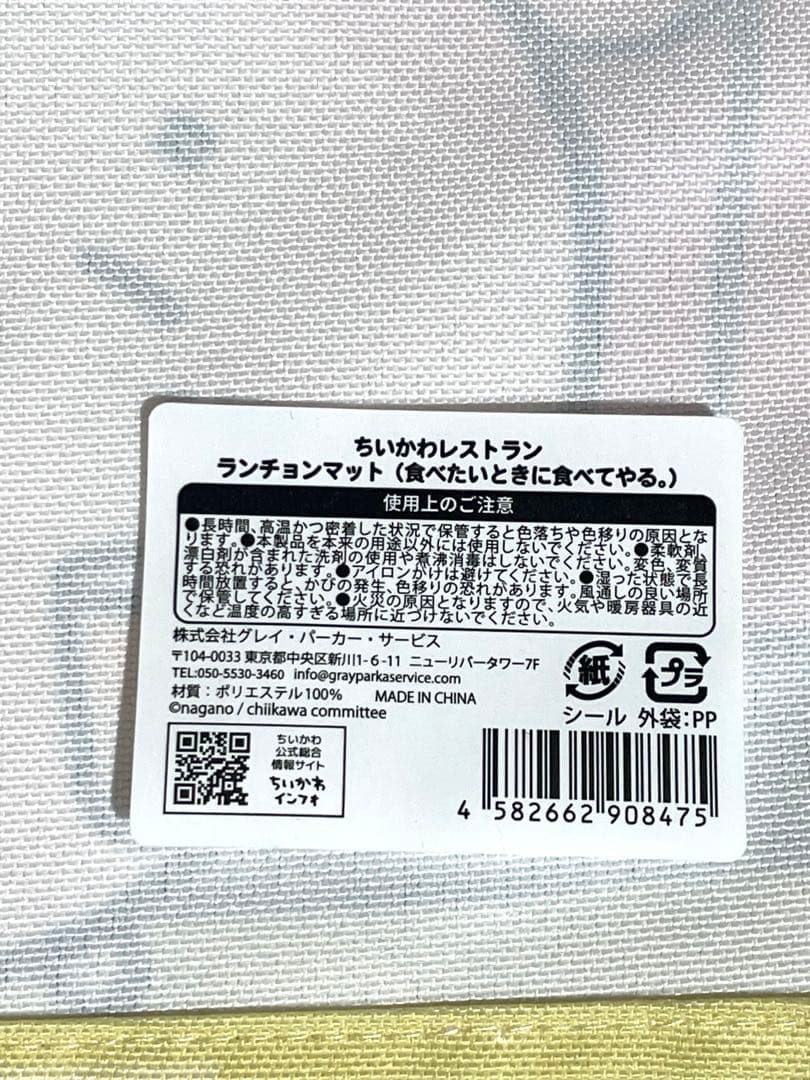 ちいかわレストラン
ランチョンマット（食べたいときに食べてやる。）
使用上のご注意
●長時間、高温かつ密着した状況で保管すると色落ちや色移りの原因とな
ります。●本製品を本来の用途以外には使用しないでください。●柔軟剤、
漂白剤が含まれた洗剤の使用や煮沸消毒はしないでください。変色、変質
する恐れがあります。●アイロンがけは避けてください。●湿った状態で長
時間放置すると、かびの発生、色移りの恐れがあります。風通しの良い場所
で保管してください。●火災の原因となりますので、火気や暖房器具の近
くなど温度の高すぎる場所に近づけないでください。
株式会社グレイ・パーカー・サービス
〒104-0033 東京都中央区新川1-6-11 ニューリバータワー7F
TEL:050-5530-3460 info@grayparkaservice.com
材質：ポリエステル100% MADE IN CHINA
©nagano / chiikawa committee
紙 プラ
シール 外袋：PP
ちいかわ
公式総合
情報サイト
ちいかわ
インフォ
4 582662 908475